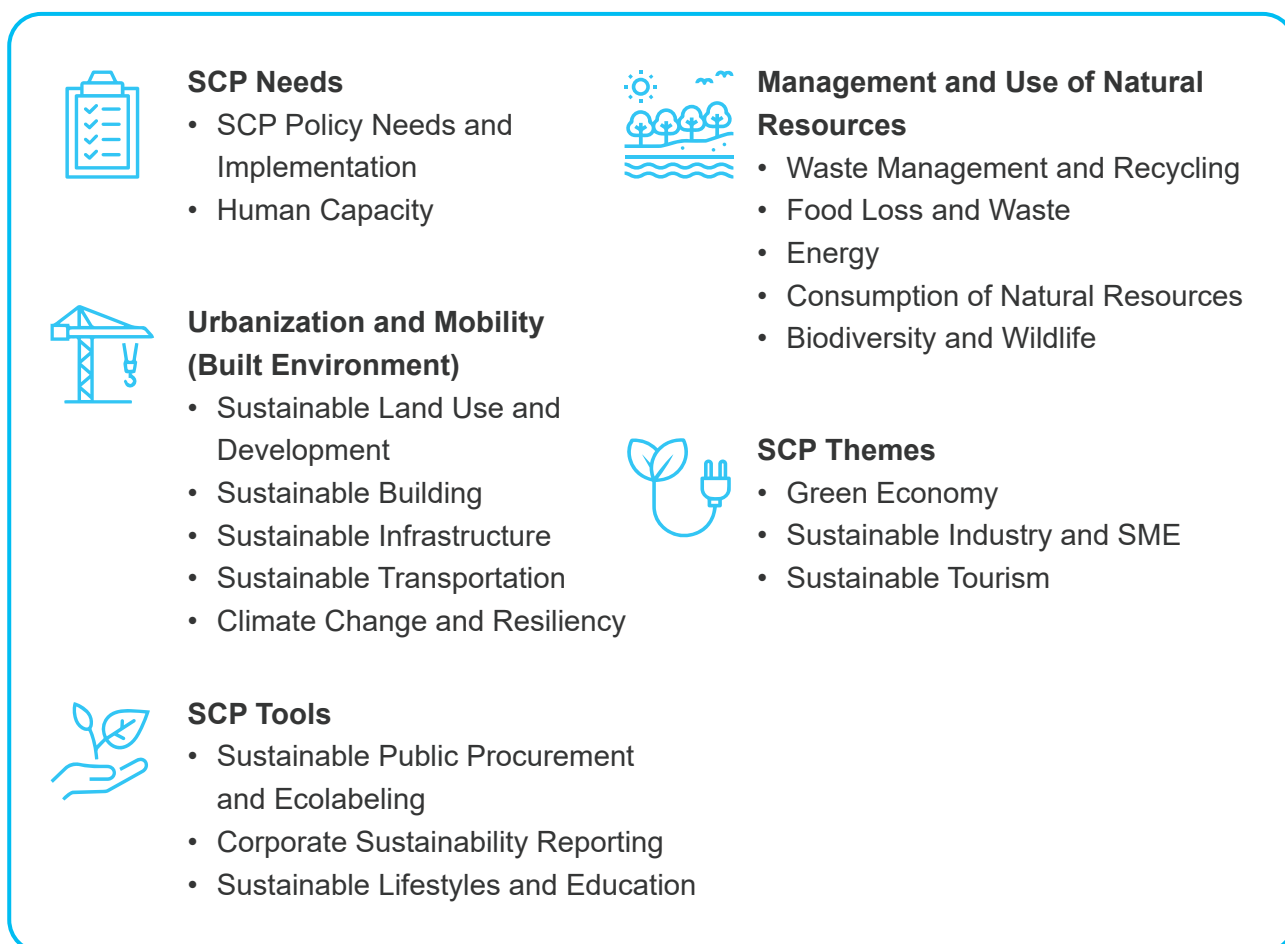 SCP Needs
• SCP Policy Needs and
Implementation
• Human Capacity
Urbanization and Mobility
(Built Environment)
• Sustainable Land Use and
Development
• Sustainable Building
• Sustainable Infrastructure
• Sustainable Transportation
• Climate Change and Resiliency
SCP Tools
• Sustainable Public Procurement
and Ecolabeling
• Corporate Sustainability Reporting
• Sustainable Lifestyles and Education
Management and Use of Natural
Resources
• Waste Management and Recycling
• Food Loss and Waste
• Energy
• Consumption of Natural Resources
• Biodiversity and Wildlife
SCP Themes
• Green Economy
• Sustainable Industry and SME
• Sustainable Tourism